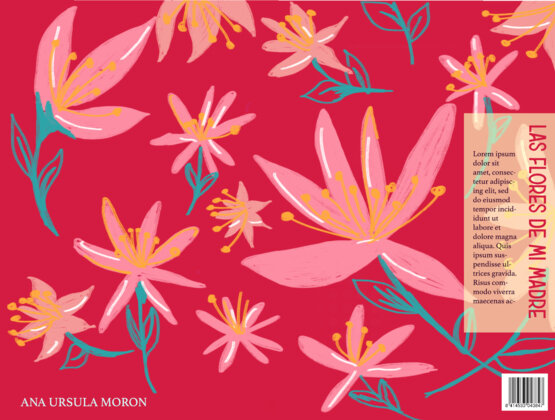 Lorem ipsum
dolor sit
amet, consec-
tetur adipisc-
ing elit, sed
do eiusmod
tempor incid-
idunt ut
labore et
dolore magna
aliqua. Quis
ipsum sus-
pendisse ul-
trices gravida.
Risus com-
modo viverra
maecenas ac-
LAS FLORES DE MI MADRE
ANA URSULA MORON